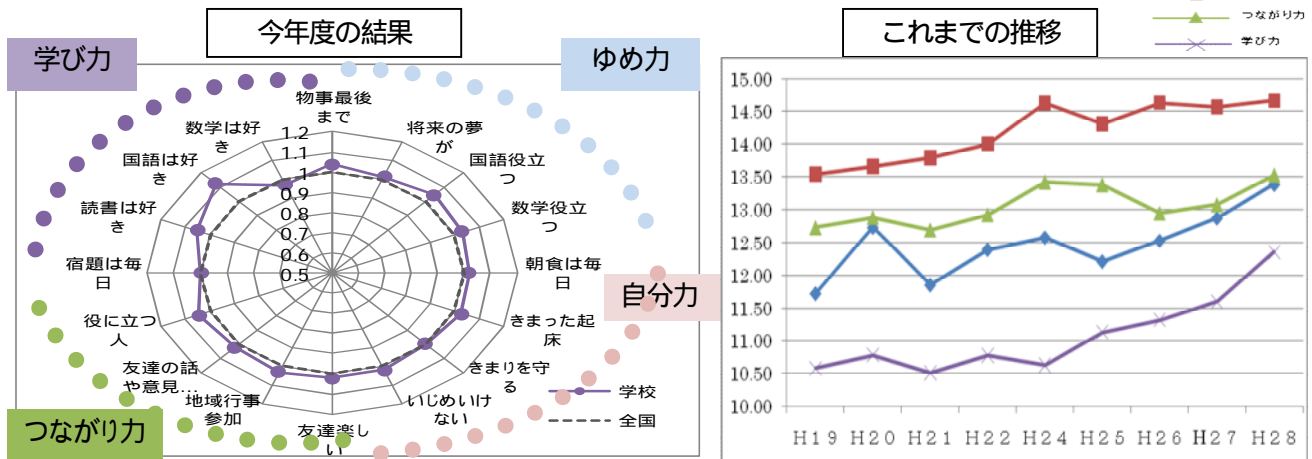 今年度の結果
学び力
ゆめ力
自分力
つながり力
物事最後
まで
将来の夢
が
国語役立
つ
数学役立
つ
朝食は毎
日
きまった起
床
きまりを守
る
いじめいけ
ない
友達楽し
い
地域行事
参加
友達の話
や意見…
役に立つ
人
宿題は毎
日
読書は好
き
国語は好
き
数学は好
き
1.2
1.1
1
0.9
0.8
0.7
0.6
0.5
学校
全国
これまでの推移
つながり力
学び力
15.00
14.50
14.00
13.50
13.00
12.50
12.00
11.50
11.00
10.50
10.00
H19 H20 H21 H22 H24 H25 H26 H27 H28